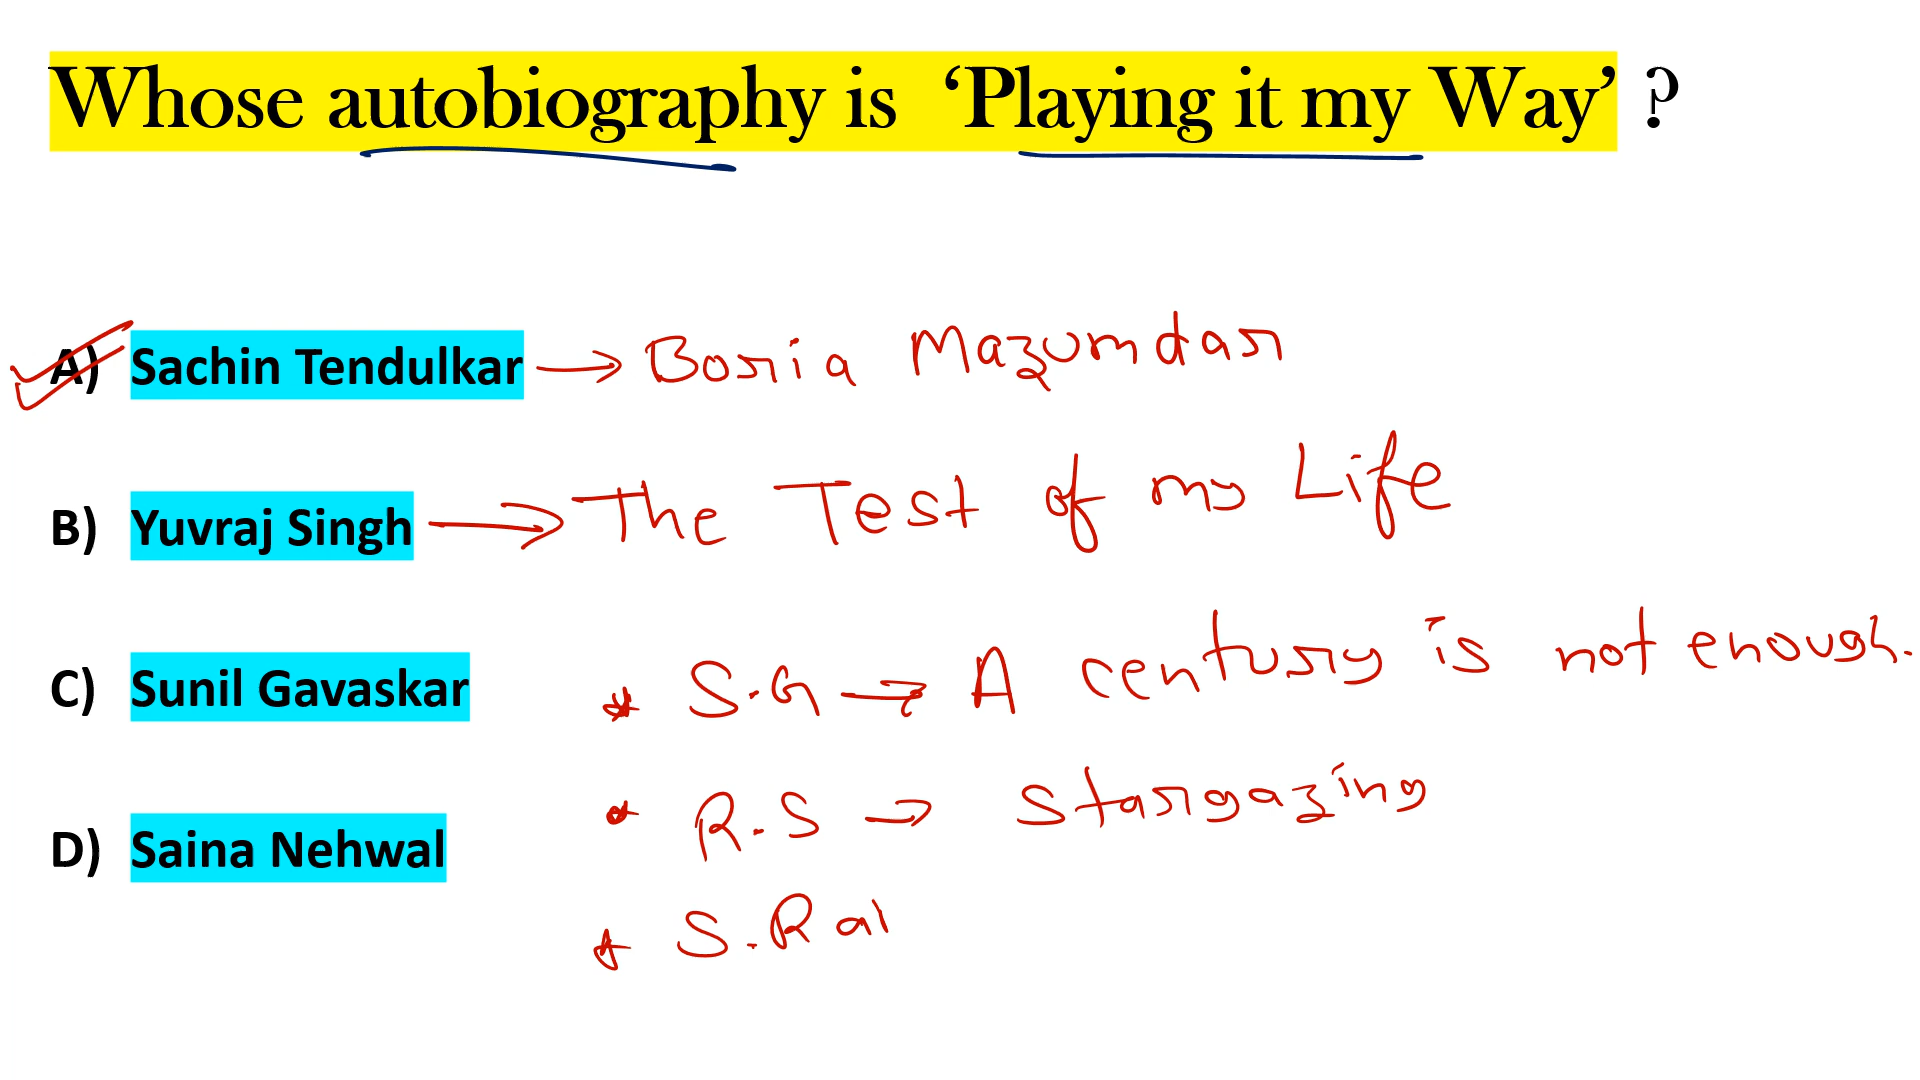 Whose autobiography is ‘Playing it my Way’ ?
A) Sachin Tendulkar → Boria Mazumdar
B) Yuvraj Singh → The Test of my Life
C) Sunil Gavaskar
* S.G → A century is not enough.
* R.S → Stargazing
D) Saina Nehwal
* S.Rai